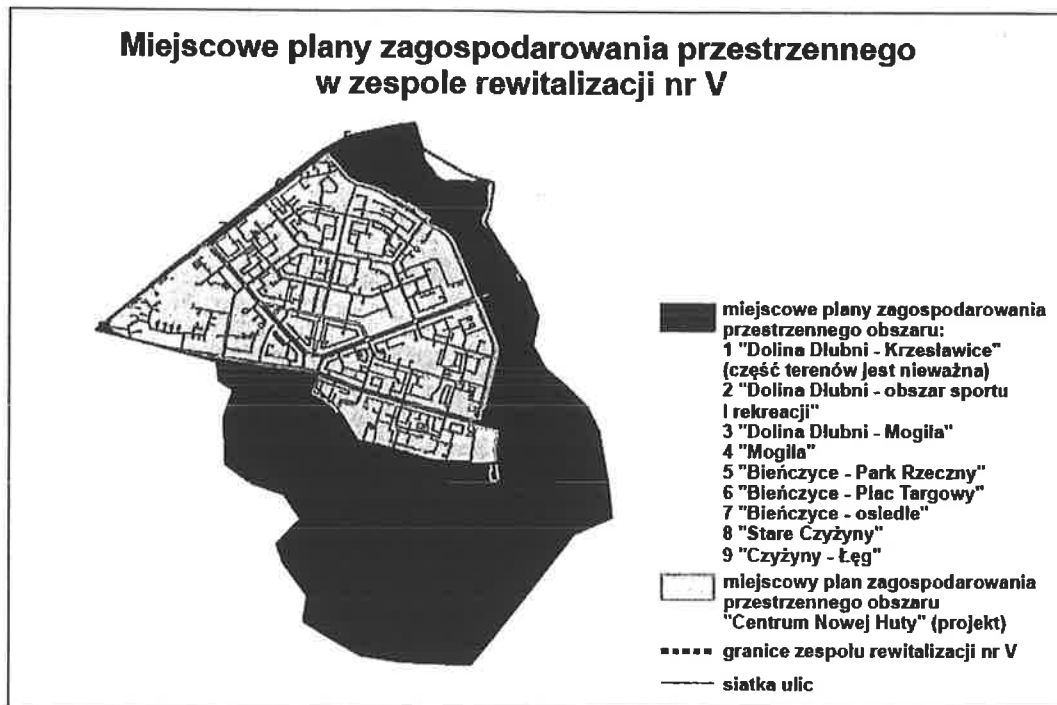 Miejscowe plany zagospodarowania przestrzennego
w zespole rewitalizacji nr V
miejscowe plany zagospodarowania
przestrzennego obszaru:
1 "Dolina Dłubni - Krzesławice"
(część terenów jest nieważna)
2 "Dolina Dłubni - obszar sportu
I rekreacji"
3 "Dolina Dłubni - Mogiła"
4 "Mogiła"
5 "Bieńczyce - Park Rzeczny"
6 "Bieńczyce - Plac Targowy"
7 "Bieńczyce - osiedle"
8 "Stare Czyżyny"
9 "Czyżyny - Łęg"
miejscowy plan zagospodarowania
przestrzennego obszaru
"Centrum Nowej Huty" (projekt)
granice zespołu rewitalizacji nr V
siatka ulic